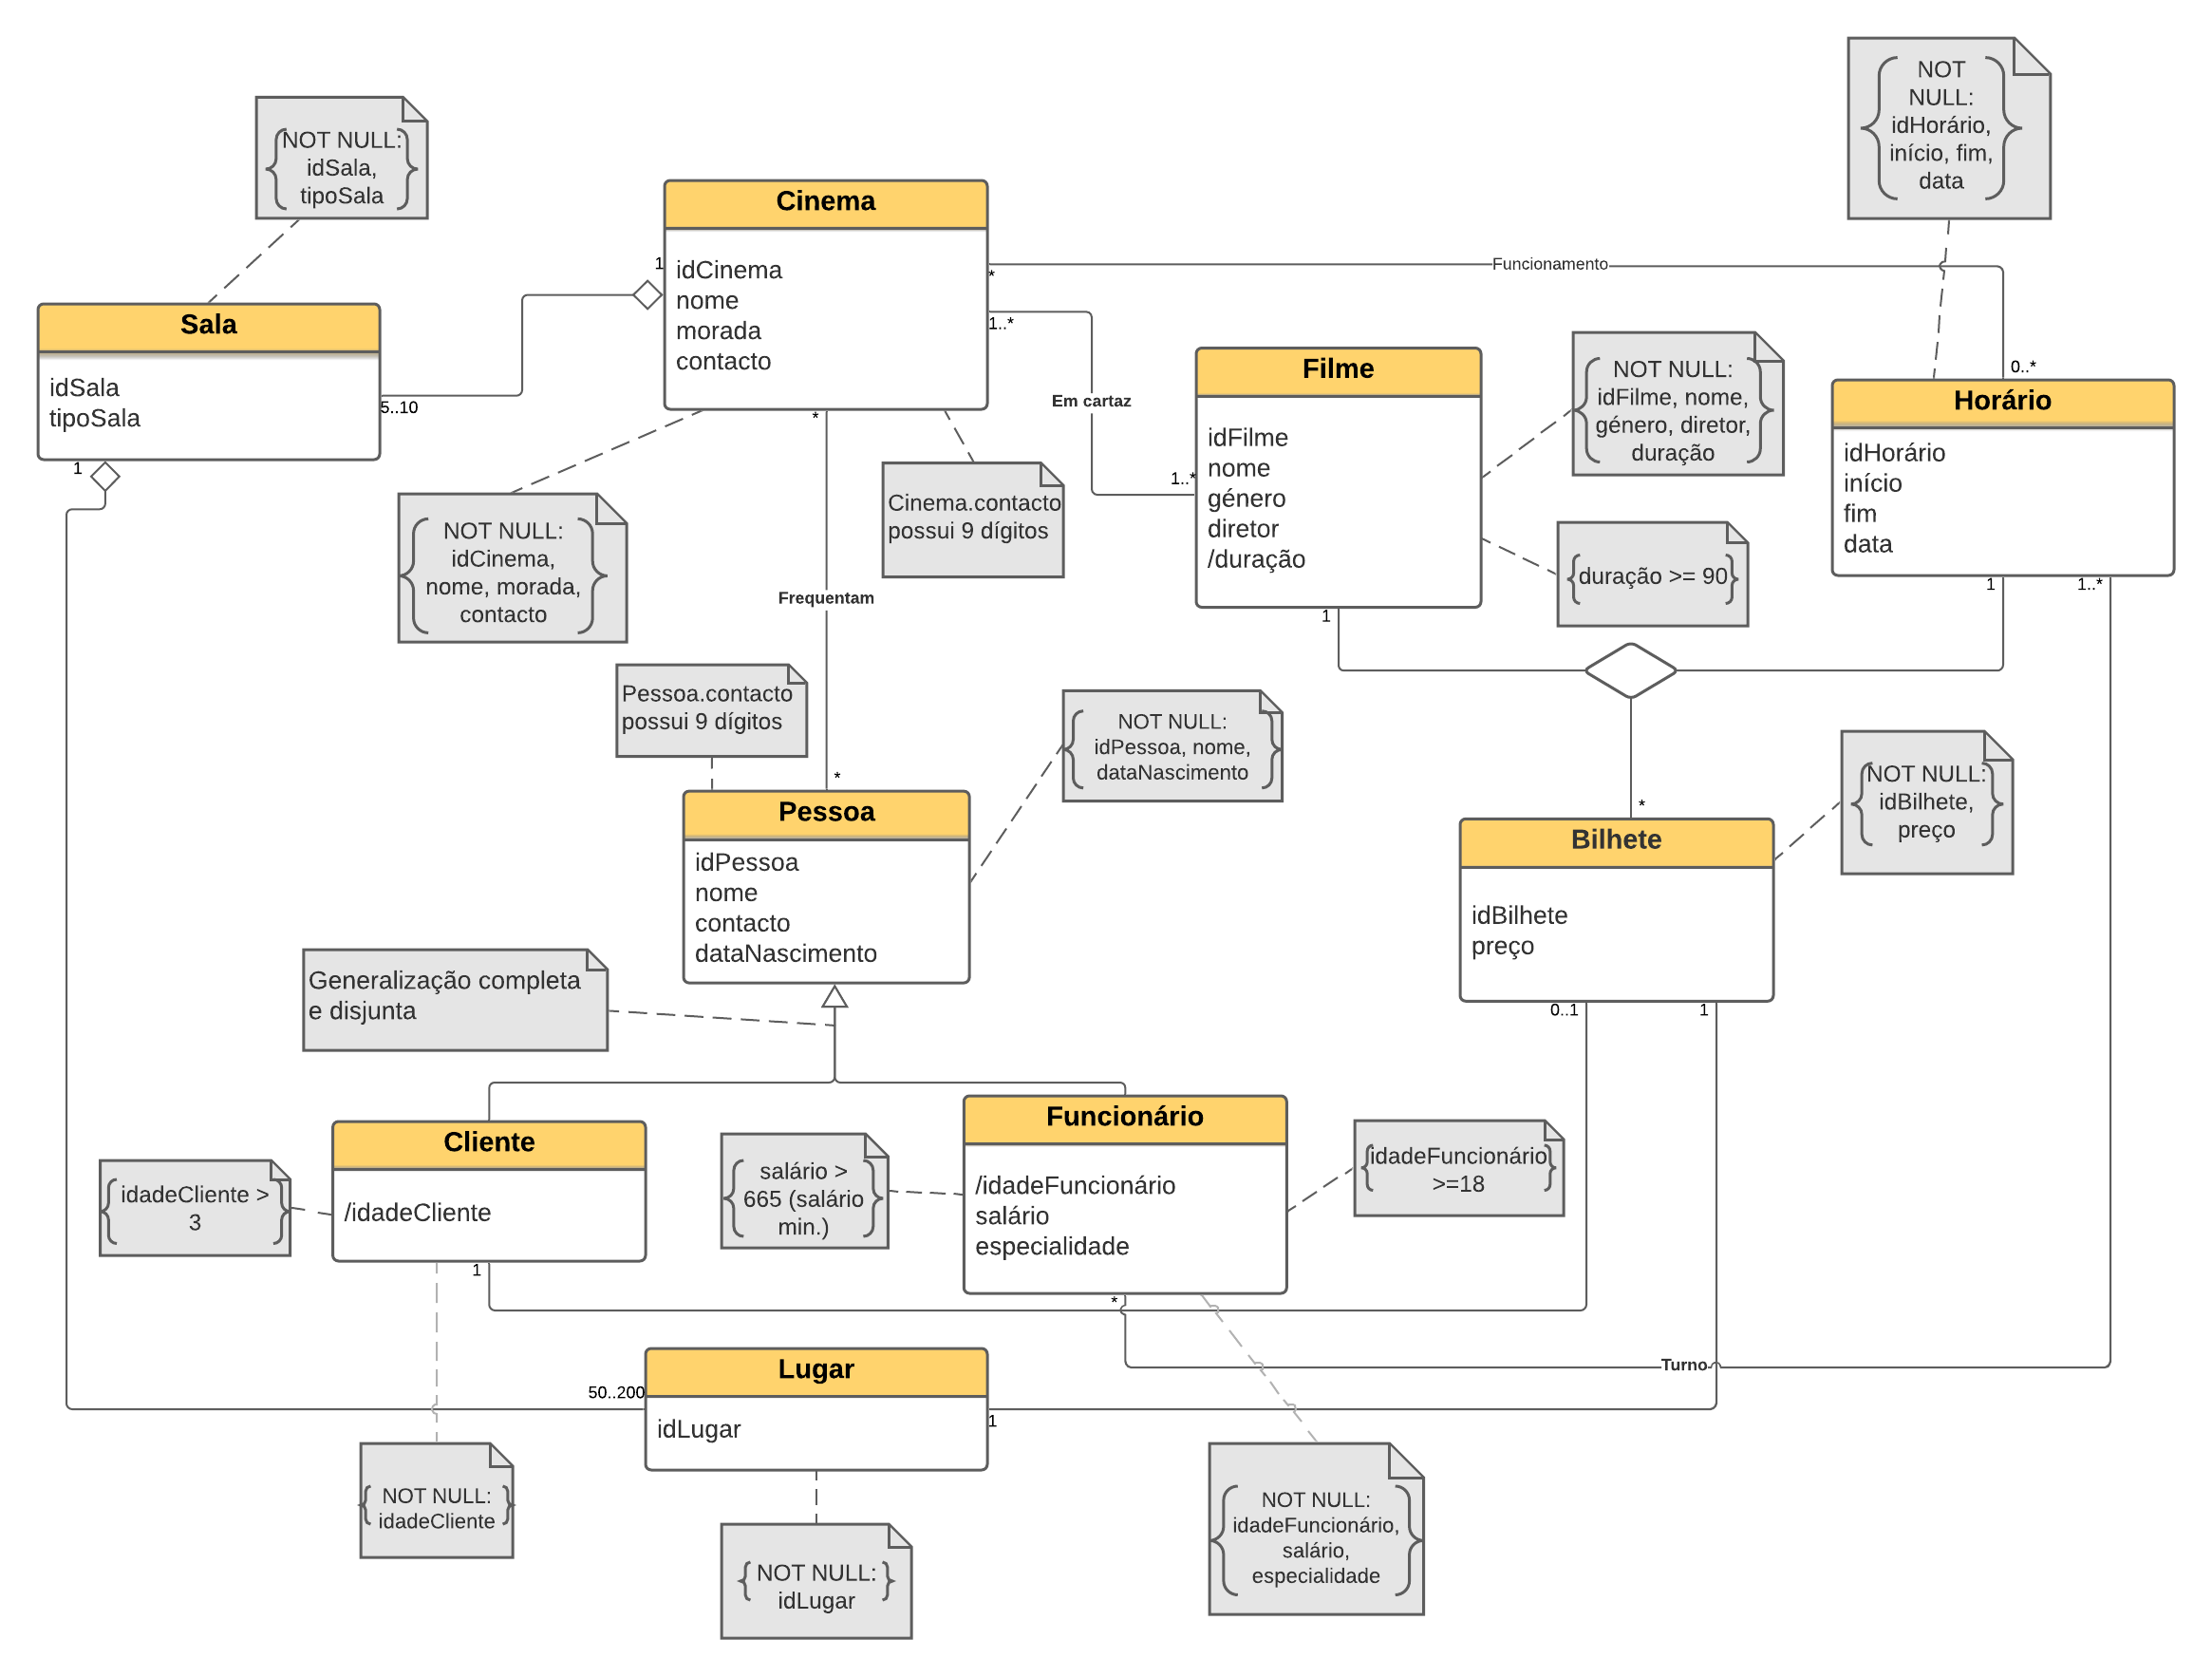 NOT
NULL:
idHorário,
início, fim,
data
NOT NULL:
idSala,
tipoSala
Cinema
idCinema
nome
morada
contacto
1
*
1..*
Funcionamento
0..*
Sala
idSala
tipoSala
5..10
1
Em cartaz
1..*
Filme
idFilme
nome
género
diretor
/duração
1
NOT NULL:
idFilme, nome,
género, diretor,
duração
duração >= 90
Horário
idHorário
início
fim
data
1
1..*
*
NOT NULL:
idCinema,
nome, morada,
contacto
Cinema.contacto
possui 9 dígitos
Frequentam
Pessoa.contacto
possui 9 dígitos
*
NOT NULL:
idPessoa, nome,
dataNascimento
Pessoa
idPessoa
nome
contacto
dataNascimento
*
Bilhete
idBilhete
preço
0..1
1
NOT NULL:
idBilhete,
preço
Generalização completa
e disjunta
Cliente
/idadeCliente
1
idadeCliente >
3
salário >
665 (salário
min.)
Funcionário
/idadeFuncionário
salário
especialidade
*
idadeFuncionário
>=18
Turno
50..200
Lugar
idLugar
1
NOT NULL:
idadeCliente
NOT NULL:
idLugar
NOT NULL:
idadeFuncionário,
salário,
especialidade